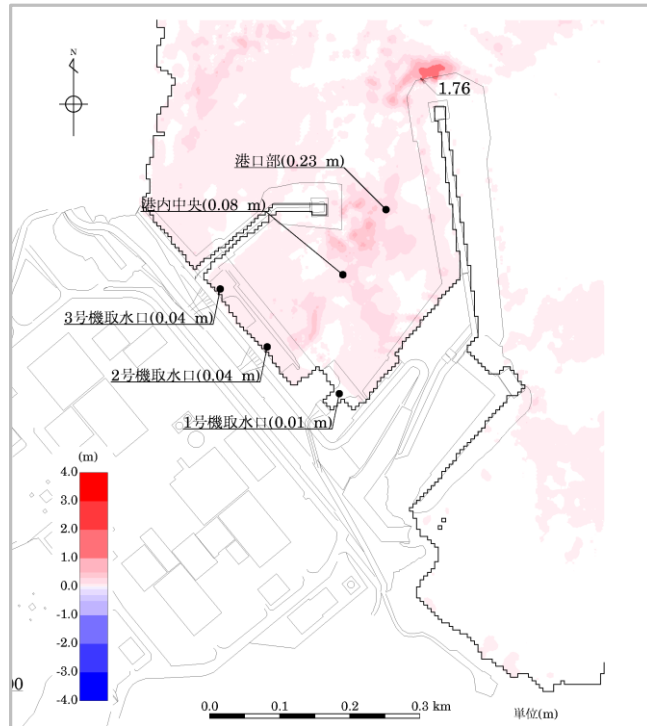 N
1.76
港口部(0.23 m)
港内中央(0.08 m)
3号機取水口(0.04 m)
2号機取水口(0.04 m)
1号機取水口(0.01 m)
(m)
4.0
3.0
2.0
1.0
0.0
-1.0
-2.0
-3.0
-4.0
00
0.0 0.1 0.2 0.3 km
単位(m)